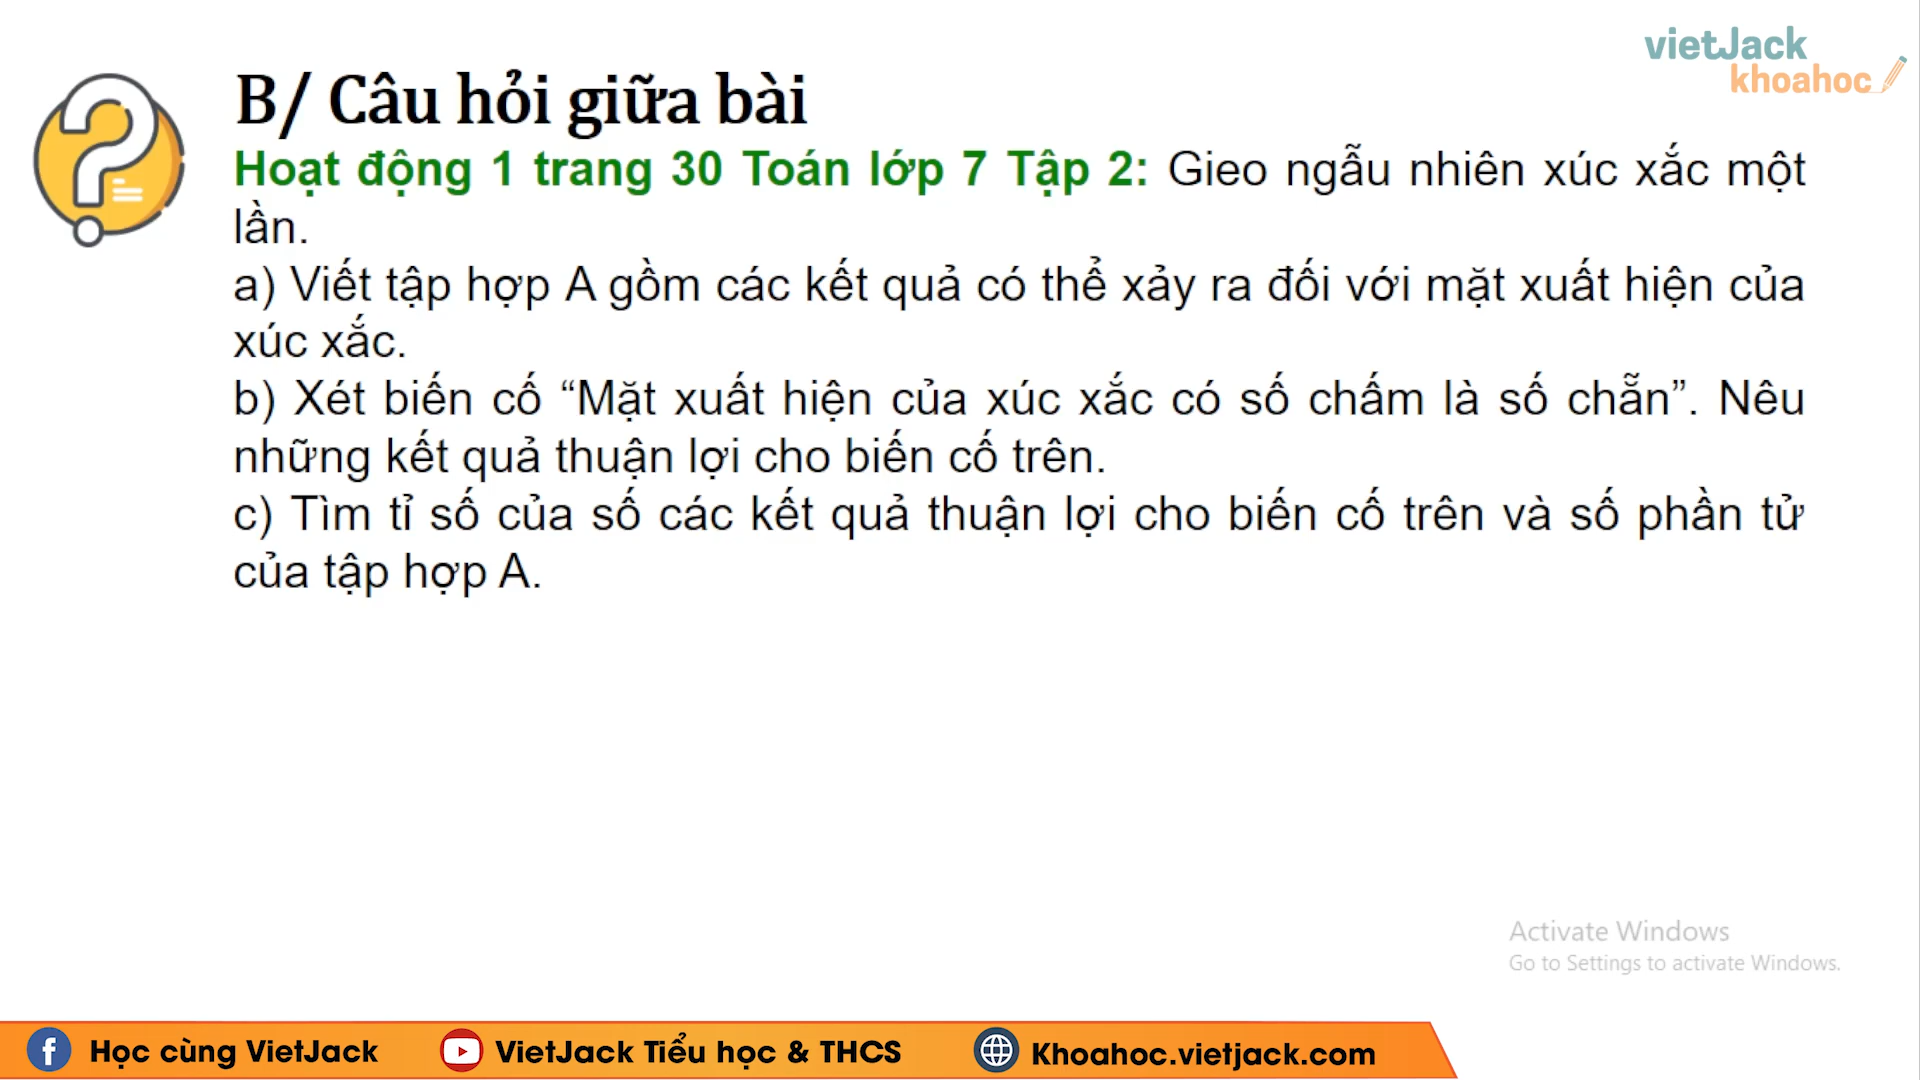 vietJack
khoahoc
B/ Câu hỏi giữa bài
Hoạt động 1 trang 30 Toán lớp 7 Tập 2: Gieo ngẫu nhiên xúc xắc một
lần.
a) Viết tập hợp A gồm các kết quả có thể xảy ra đối với mặt xuất hiện của
xúc xắc.
b) Xét biến cố “Mặt xuất hiện của xúc xắc có số chấm là số chẵn”. Nêu
những kết quả thuận lợi cho biến cố trên.
c) Tìm tỉ số của số các kết quả thuận lợi cho biến cố trên và số phần tử
của tập hợp A.
Activate Windows
Go to Settings to activate Windows.
Học cùng VietJack
VietJack Tiểu học & THCS
Khoahoc.vietjack.com